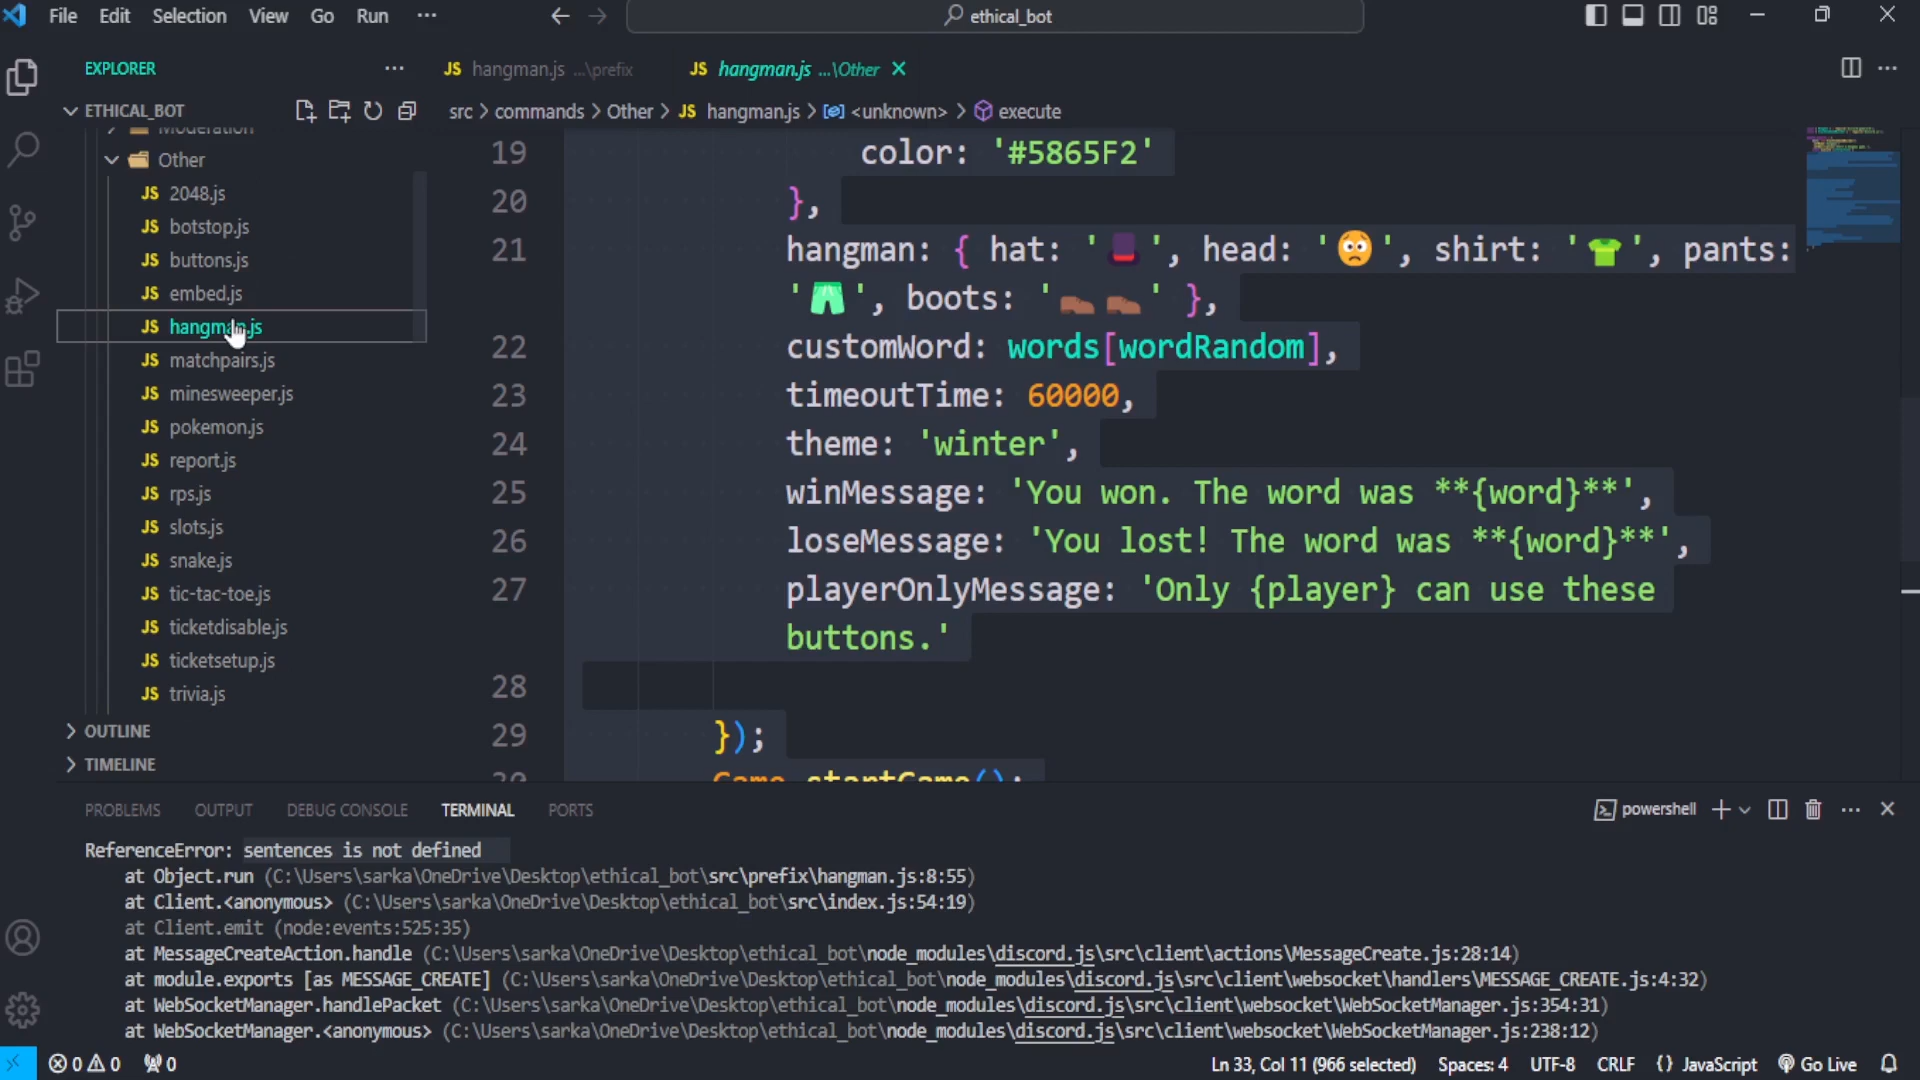 File Edit Selection View Go Run ···
ethical_bot
EXPLORER
hangman.js ...\prefix
hangman.js ...\Other
ETHICAL_BOT
src > commands > Other > JS hangman.js > <unknown> > execute
Moderation
Other
JS 2048.js
JS botstop.js
JS buttons.js
JS embed.js
JS hangman.js
JS matchpairs.js
JS minesweeper.js
JS pokemon.js
JS report.js
JS rps.js
JS slots.js
JS snake.js
JS tic-tac-toe.js
JS ticketdisable.js
JS ticketsetup.js
JS trivia.js
OUTLINE
TIMELINE
19 color: '#5865F2'
20 },
21 hangman: { hat: '🎩', head: '😟', shirt: '👕', pants:
'🩳', boots: '👞👞' },
22 customWord: words[wordRandom],
23 timeoutTime: 60000,
24 theme: 'winter',
25 winMessage: 'You won. The word was **{word}**',
26 loseMessage: 'You lost! The word was **{word}**',
27 playerOnlyMessage: 'Only {player} can use these
buttons.'
28
29 });
30 Game.startGame();
PROBLEMS OUTPUT DEBUG CONSOLE TERMINAL PORTS
powershell
ReferenceError: sentences is not defined
at Object.run (C:\Users\sarka\OneDrive\Desktop\ethical_bot\src\prefix\hangman.js:8:55)
at Client.<anonymous> (C:\Users\sarka\OneDrive\Desktop\ethical_bot\src\index.js:54:19)
at Client.emit (node:events:525:35)
at MessageCreateAction.handle (C:\Users\sarka\OneDrive\Desktop\ethical_bot\node_modules\discord.js\src\client\actions\MessageCreate.js:28:14)
at module.exports [as MESSAGE_CREATE] (C:\Users\sarka\OneDrive\Desktop\ethical_bot\node_modules\discord.js\src\client\websocket\handlers\MESSAGE_CREATE.js:4:32)
at WebSocketManager.handlePacket (C:\Users\sarka\OneDrive\Desktop\ethical_bot\node_modules\discord.js\src\client\websocket\WebSocketManager.js:354:31)
at WebSocketManager.<anonymous> (C:\Users\sarka\OneDrive\Desktop\ethical_bot\node_modules\discord.js\src\client\websocket\WebSocketManager.js:238:12)
0 0 0 Ln 33, Col 11 (966 selected) Spaces: 4 UTF-8 CRLF {} JavaScript Go Live